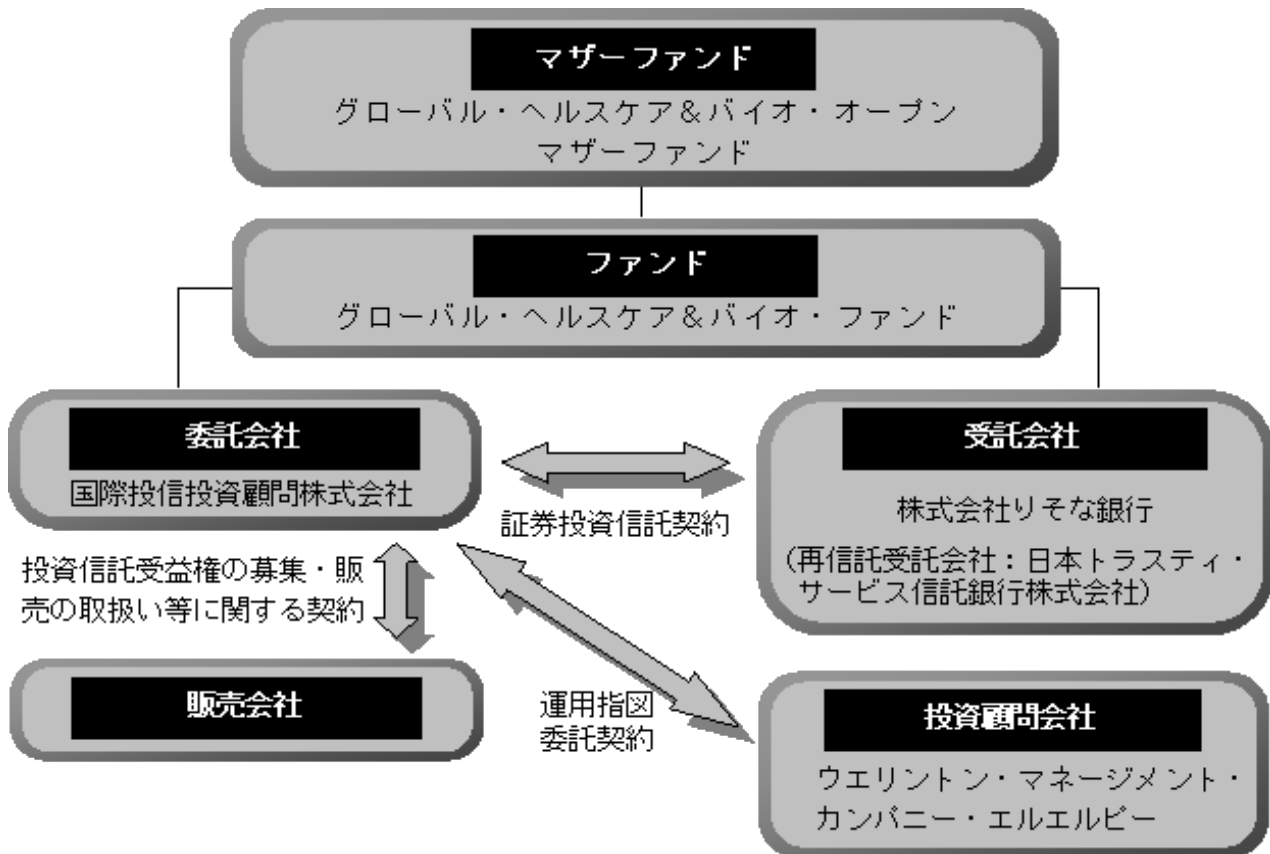 マザーファンド
グローバル・ヘルスケア＆バイオ・オープン
マザーファンド
ファンド
グローバル・ヘルスケア＆バイオ・ファンド
委託会社
国際投信投資顧問株式会社
証券投資信託契約
受託会社
株式会社りそな銀行
(再信託受託会社：日本トラスティ・
サービス信託銀行株式会社)
投資信託受益権の募集・販
売の取扱い等に関する契約
販売会社
運用指図
委託契約
投資顧問会社
ウエリントン・マネージメント・
カンパニー・エルエルピー